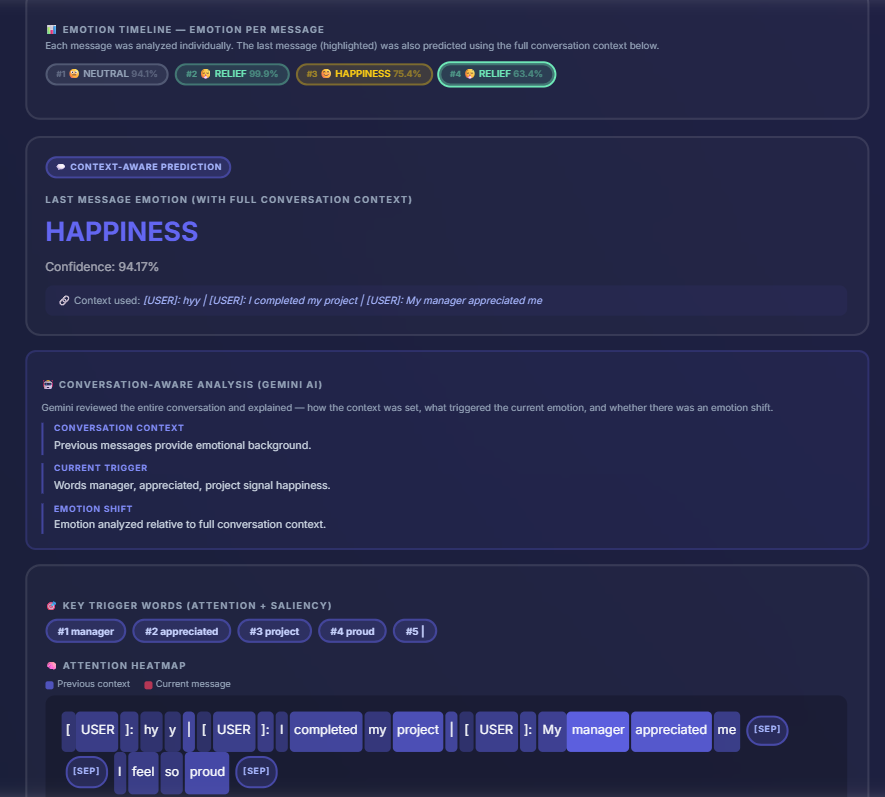 📊 EMOTION TIMELINE — EMOTION PER MESSAGE
Each message was analyzed individually. The last message (highlighted) was also predicted using the full conversation context below.
#1 NEUTRAL 94.1% #2 RELIEF 99.9% #3 HAPPINESS 75.4% #4 RELIEF 63.4%
CONTEXT-AWARE PREDICTION
LAST MESSAGE EMOTION (WITH FULL CONVERSATION CONTEXT)
HAPPINESS
Confidence: 94.17%
Context used: [USER]: hyy | [USER]: I completed my project | [USER]: My manager appreciated me
CONVERSATION-AWARE ANALYSIS (GEMINI AI)
Gemini reviewed the entire conversation and explained — how the context was set, what triggered the current emotion, and whether there was an emotion shift.
CONVERSATION CONTEXT
Previous messages provide emotional background.
CURRENT TRIGGER
Words manager, appreciated, project signal happiness.
EMOTION SHIFT
Emotion analyzed relative to full conversation context.
KEY TRIGGER WORDS (ATTENTION + SALIENCY)
#1 manager #2 appreciated #3 project #4 proud #5 |
ATTENTION HEATMAP
Previous context Current message
[ USER ]: hy y | [ USER ]: I completed my project | [ USER ]: My manager appreciated me [SEP]
[SEP] I feel so proud [SEP]